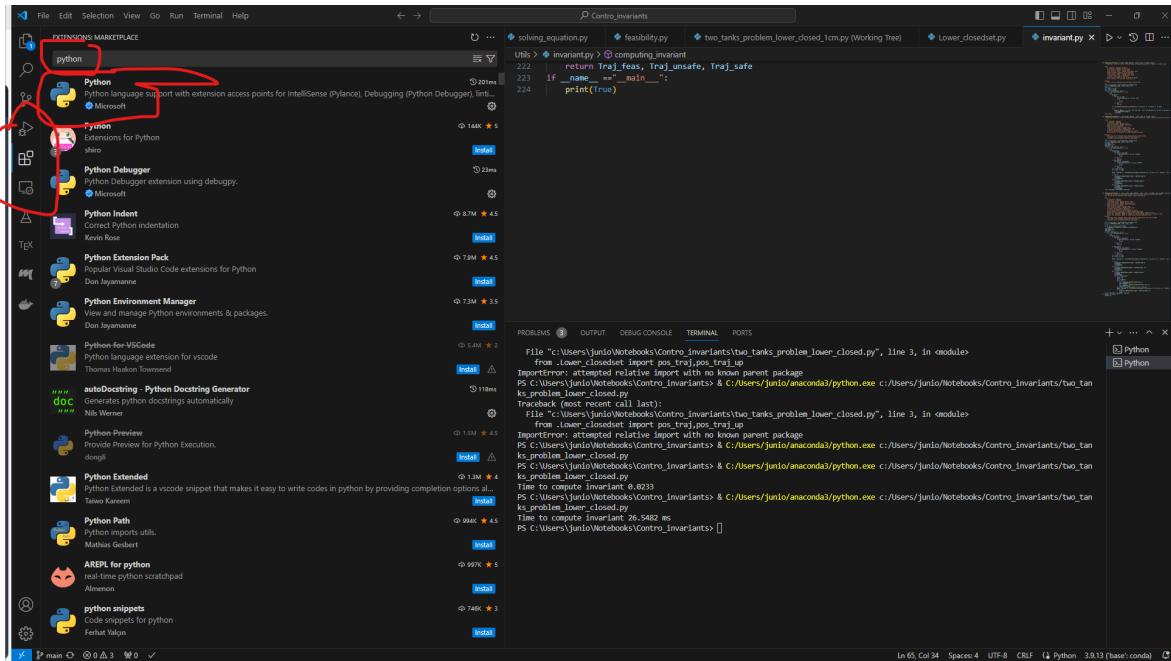 File Edit Selection View Go Run Terminal Help
Contro_invariants
EXTENSIONS: MARKETPLACE
python
Python
201ms
Python language support with extension access points for IntelliSense (Pylance), Debugging (Python Debugger), linti...
Microsoft
Python
144K 5
Extensions for Python
shiro
Install
Python Debugger
23ms
Python Debugger extension using debugpy.
Microsoft
Python Indent
8.7M 4.5
Correct Python indentation
Kevin Rose
Install
Python Extension Pack
7.9M 4.5
Popular Visual Studio Code extensions for Python
Don Jayamanne
Install
Python Environment Manager
7.3M 3.5
View and manage Python environments & packages.
Don Jayamanne
Install
Python for VSCode
5.4M 2
Python language extension for vscode
Thomas Haakon Townsend
Install
autoDocstring - Python Docstring Generator
118ms
Generates python docstrings automatically
Nils Werner
Python Preview
1.5M 4.5
Provide Preview for Python Execution.
dongli
Install
Python Extended
1.3M 4
Python Extended is a vscode snippet that makes it easy to write codes in python by providing completion options al...
Taiwo Kareem
Install
Python Path
994K 4.5
Python imports utils.
Mathias Gesbert
Install
AREPL for python
997K 5
real-time python scratchpad
Almenon
Install
python snippets
746K 3
Code snippets for python
Ferhat Yalçın
Install
TEX
solving_equation.py feasibility.py two_tanks_problem_lower_closed_1cm.py (Working Tree) Lower_closedset.py invariant.py
Utils > invariant.py > computing_invariant
222 return Traj_feas, Traj_unsafe, Traj_safe
223 if __name__ =="__main__":
224 print(True)
PROBLEMS 3 OUTPUT DEBUG CONSOLE TERMINAL PORTS
File "c:\Users\junio\Notebooks\Contro_invariants\two_tanks_problem_lower_closed.py", line 3, in <module>
from .Lower_closedset import pos_traj,pos_traj_up
ImportError: attempted relative import with no known parent package
PS C:\Users\junio\Notebooks\Contro_invariants> & C:/Users/junio/anaconda3/python.exe c:/Users/junio/Notebooks/Contro_invariants/two_tan
ks_problem_lower_closed.py
Traceback (most recent call last):
File "c:\Users\junio\Notebooks\Contro_invariants\two_tanks_problem_lower_closed.py", line 3, in <module>
from .Lower_closedset import pos_traj,pos_traj_up
ImportError: attempted relative import with no known parent package
PS C:\Users\junio\Notebooks\Contro_invariants> & C:/Users/junio/anaconda3/python.exe c:/Users/junio/Notebooks/Contro_invariants/two_tan
ks_problem_lower_closed.py
PS C:\Users\junio\Notebooks\Contro_invariants> & C:/Users/junio/anaconda3/python.exe c:/Users/junio/Notebooks/Contro_invariants/two_tan
ks_problem_lower_closed.py
Time to compute invariant 0.0233
PS C:\Users\junio\Notebooks\Contro_invariants> & C:/Users/junio/anaconda3/python.exe c:/Users/junio/Notebooks/Contro_invariants/two_tan
ks_problem_lower_closed.py
Time to compute invariant 26.5482 ms
PS C:\Users\junio\Notebooks\Contro_invariants>
Python
Python
main 0 3 0
Ln 65, Col 34 Spaces: 4 UTF-8 CRLF Python 3.9.13 ('base': conda)